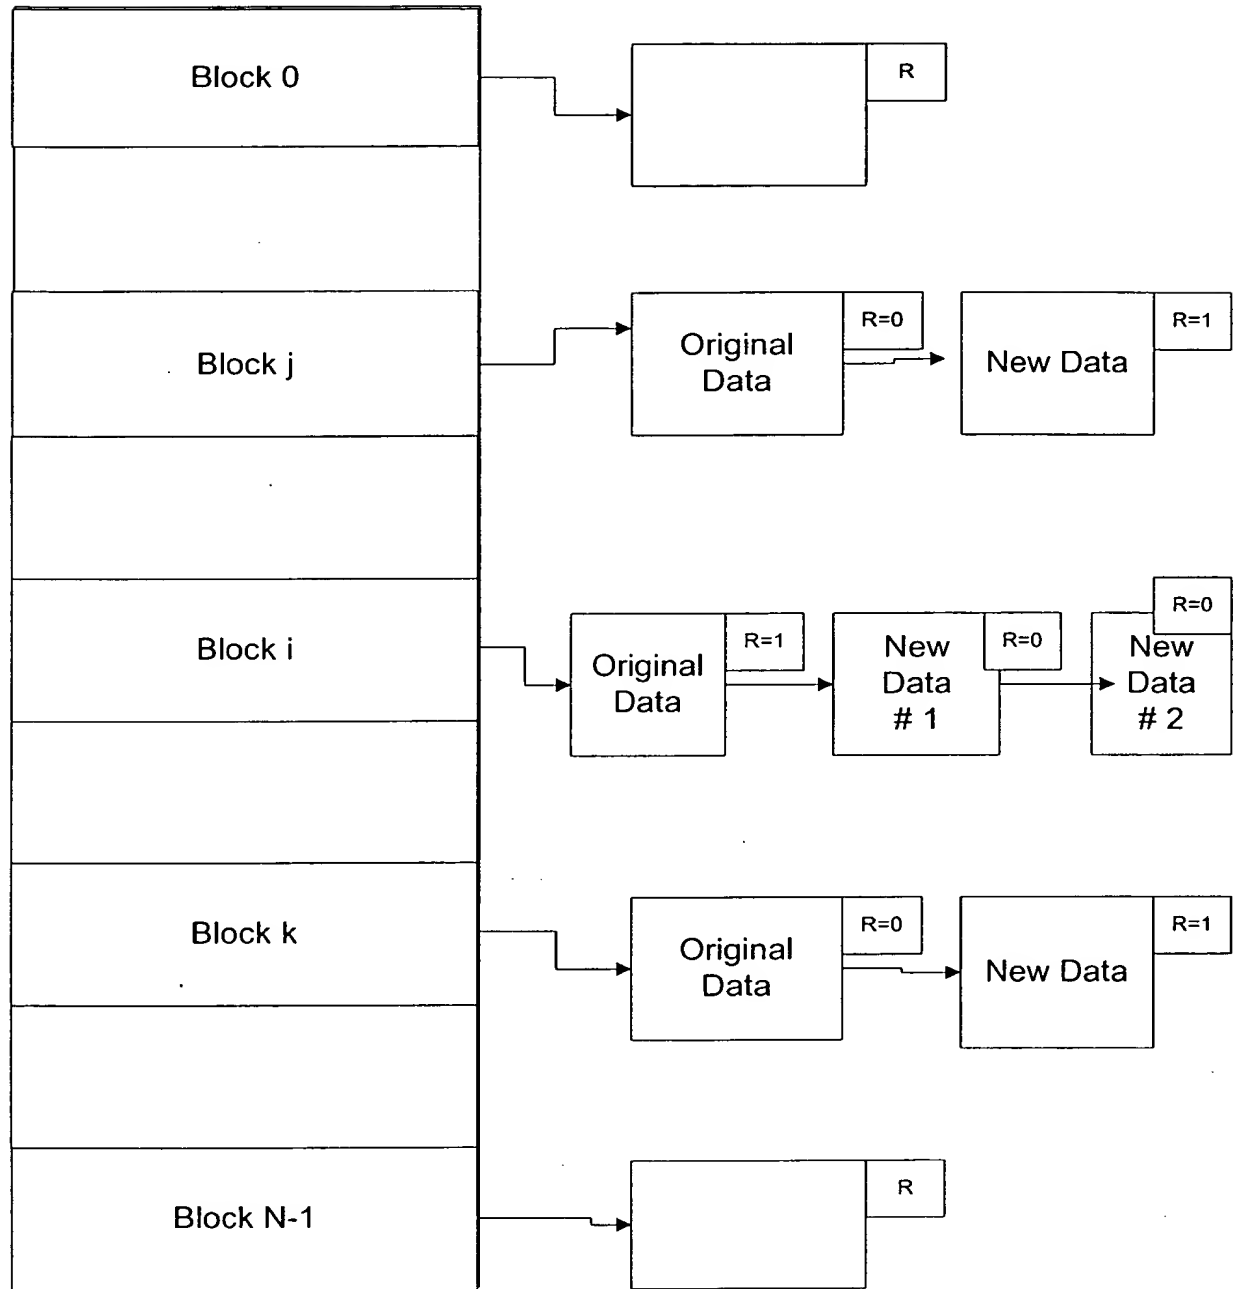 Block 0
R
Block j
Original
Data
R=0
New Data
R=1
Block i
Original
Data
R=1
New
Data
# 1
R=0
New
Data
# 2
R=0
Block k
Original
Data
R=0
New Data
R=1
Block N-1
R